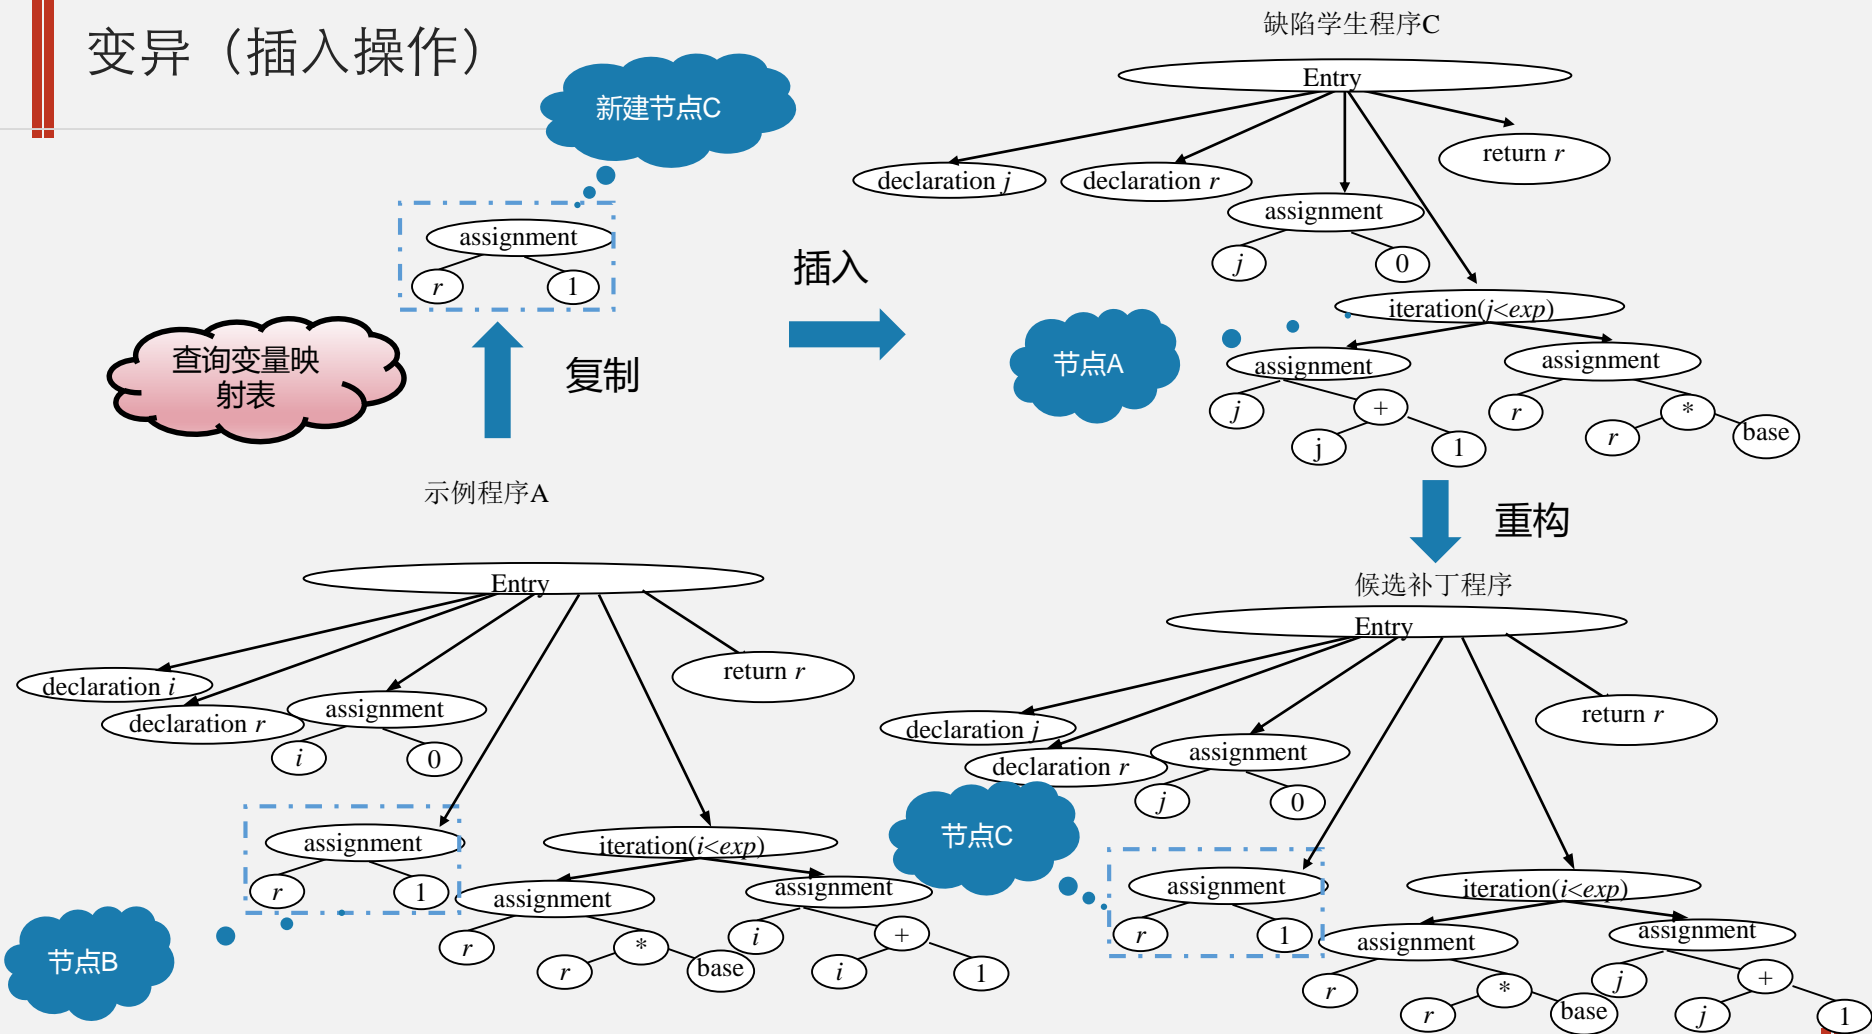 变异（插入操作）
新建节点C
assignment
r
1
查询变量映
射表
复制
插入
缺陷学生程序C
Entry
declaration j
declaration r
return r
assignment
j
0
iteration(j<exp)
节点A
assignment
assignment
j
+
r
*
j
1
r
base
重构
示例程序A
Entry
declaration i
declaration r
assignment
return r
i
0
assignment
iteration(i<exp)
r
1
assignment
assignment
节点B
r
*
i
+
r
base
i
1
候选补丁程序
Entry
declaration j
declaration r
assignment
return r
j
0
节点C
assignment
iteration(i<exp)
r
1
assignment
assignment
r
*
j
+
r
base
j
1